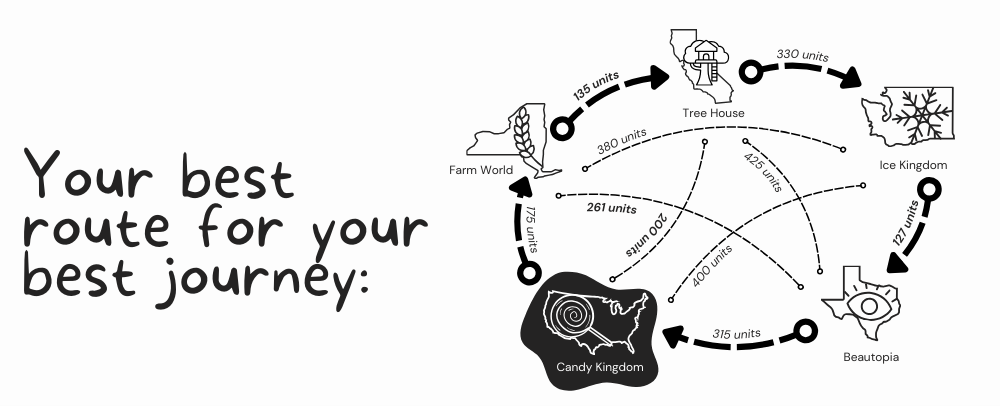 Your best
route for your
best journey:
135 units
330 units
Tree House
380 units
Farm World
Ice Kingdom
425 units
261 units
175 units
200 units
127 units
400 units
315 units
Beautopia
Candy Kingdom